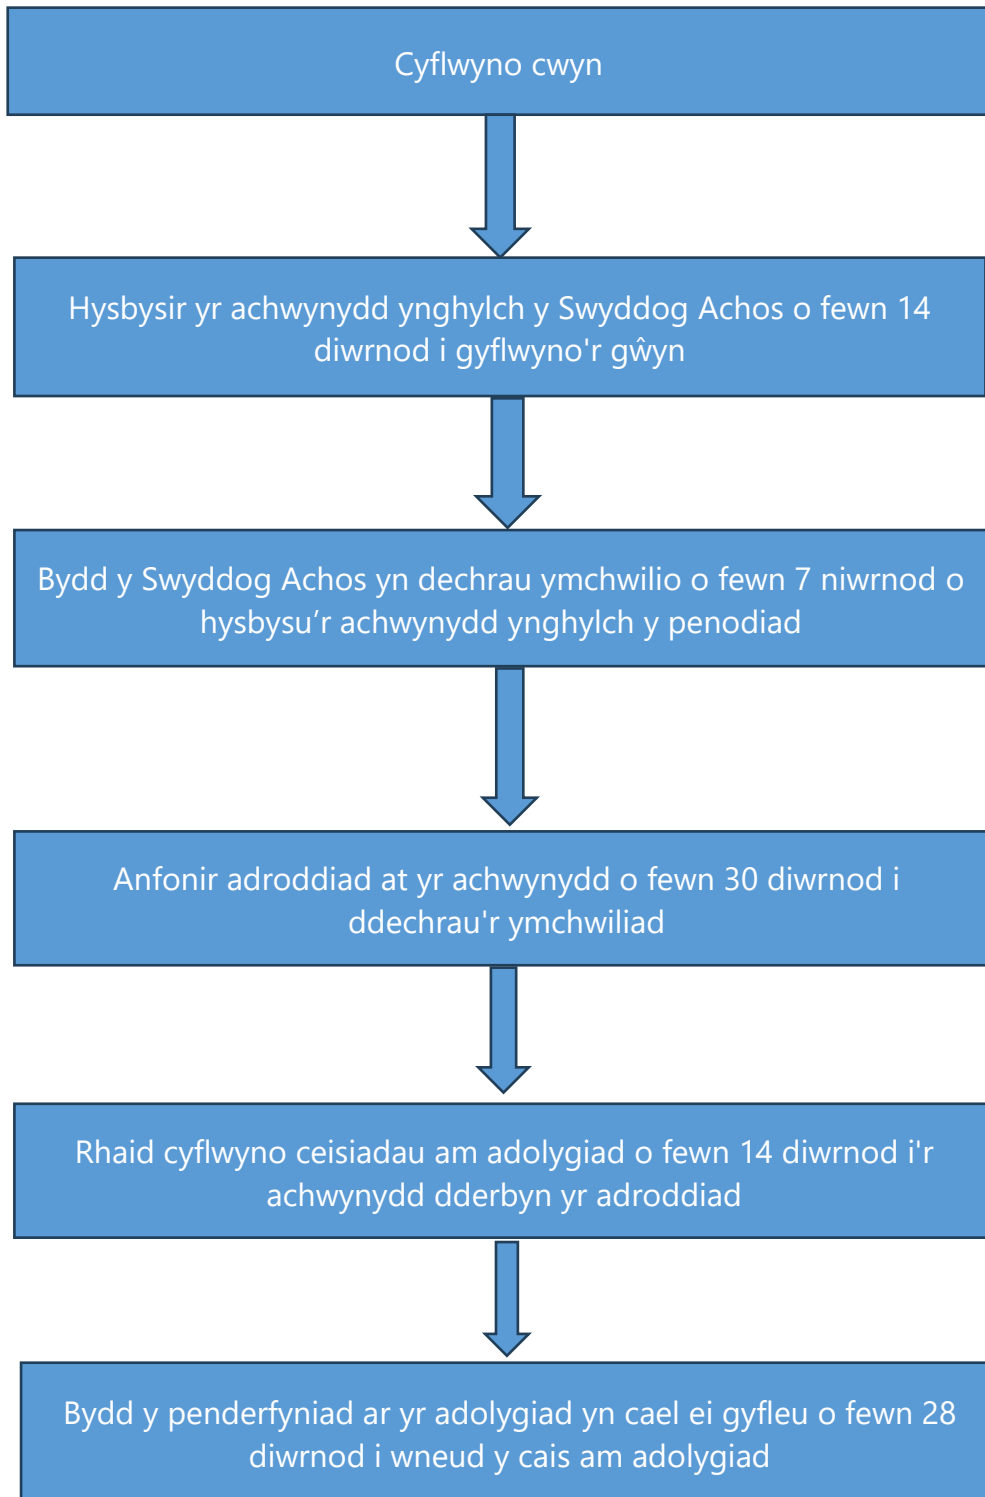 Cyflwyno cwyn
Hysbysir yr achwynydd ynghylch y Swyddog Achos o fewn 14
diwrnod i gyflwyno'r gŵyn
Bydd y Swyddog Achos yn dechrau ymchwilio o fewn 7 niwrnod o
hysbysu’r achwynydd ynghylch y penodiad
Anfonir adroddiad at yr achwynydd o fewn 30 diwrnod i
ddechrau'r ymchwiliad
Rhaid cyflwyno ceisiadau am adolygiad o fewn 14 diwrnod i'r
achwynydd dderbyn yr adroddiad
Bydd y penderfyniad ar yr adolygiad yn cael ei gyfleu o fewn 28
diwrnod i wneud y cais am adolygiad